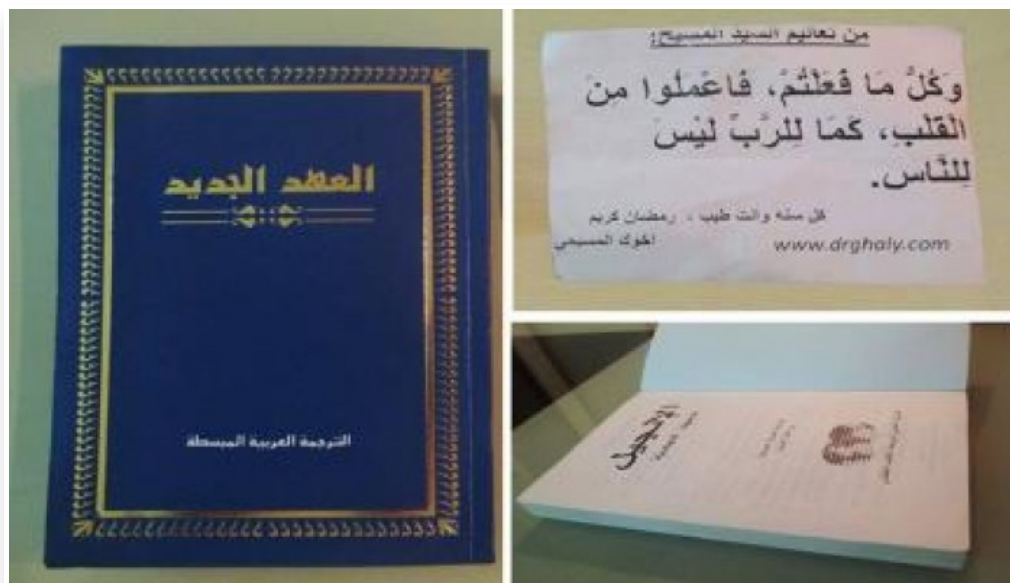 العهد الجديد
الترجمة العربية المبسطة
من تعاليم السيد المسيح:
وَكُلُّ مَا فَعَلْتُمْ، فَاعْمَلُوا مِنَ
الْقَلْبِ، كَمَا لِلرَّبِّ لَيْسَ
لِلنَّاسِ.
كل سنه وانت طيب ، رمضان كريم
اخوك المسيحي www.drghaly.com
الإنجيل